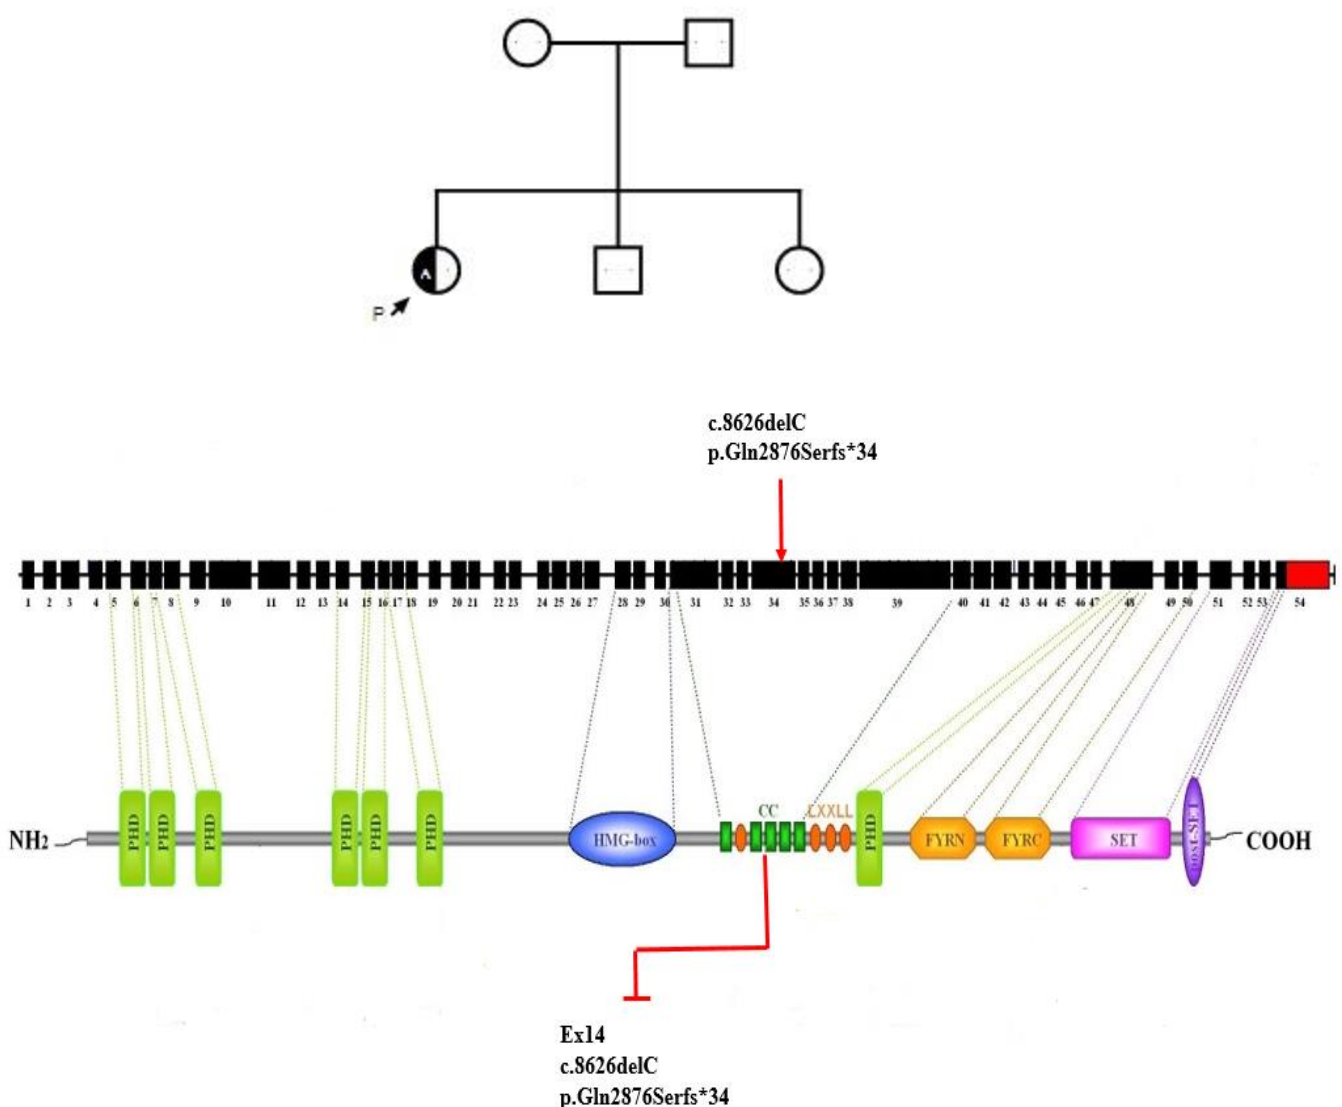 A
P
c.8626delC
p.Gln2876Serfs*34
1 2 3 4 5 6 7 8 9 10 11 12 13 14 15 16 17 18 19 20 21 22 23 24 25 26 27 28 29 30 31 32 33 34 35 36 37 38 39 40 41 42 43 44 45 46 47 48 49 50 51 52 53 54
CC LXXLL
NH2 PHD PHD PHD PHD PHD PHD HMG-box PHD FYRN FYRC SET post-SET COOH
Ex14
c.8626delC
p.Gln2876Serfs*34